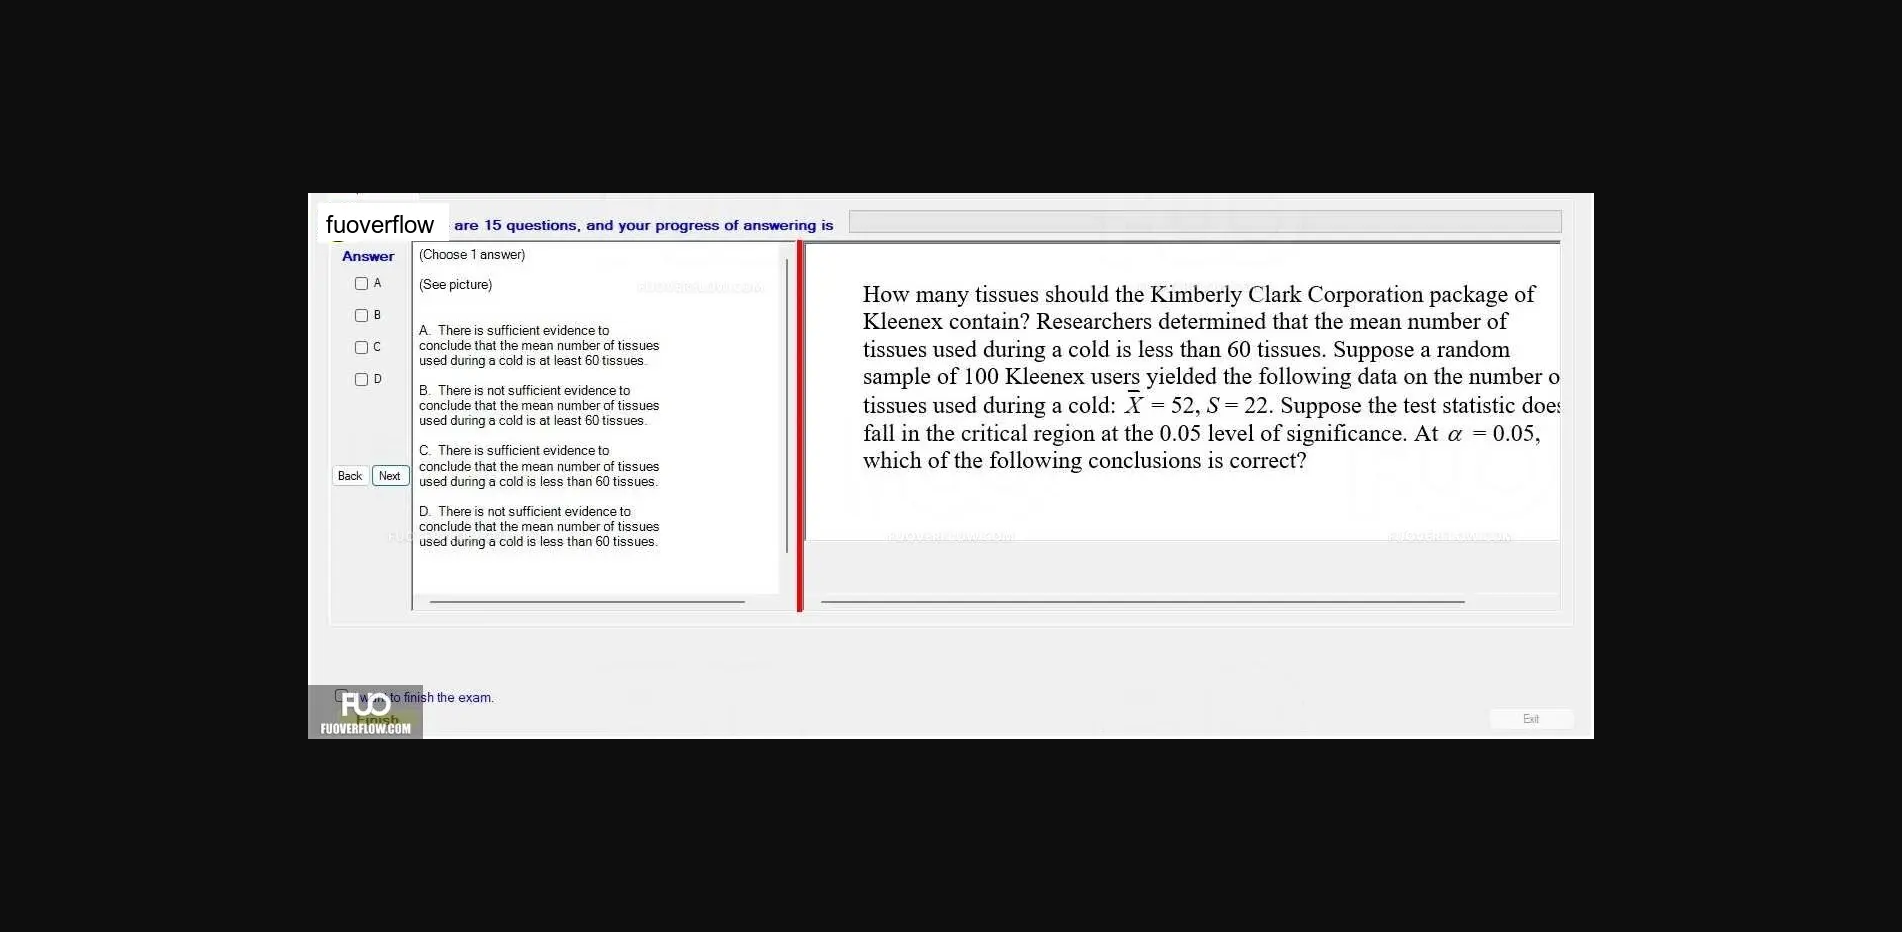 fuoverflow are 15 questions, and your progress of answering is
Answer
A
B
C
D
Back Next
(Choose 1 answer)
(See picture)
A. There is sufficient evidence to
conclude that the mean number of tissues
used during a cold is at least 60 tissues.
B. There is not sufficient evidence to
conclude that the mean number of tissues
used during a cold is at least 60 tissues.
C. There is sufficient evidence to
conclude that the mean number of tissues
used during a cold is less than 60 tissues.
D. There is not sufficient evidence to
conclude that the mean number of tissues
used during a cold is less than 60 tissues.
How many tissues should the Kimberly Clark Corporation package of
Kleenex contain? Researchers determined that the mean number of
tissues used during a cold is less than 60 tissues. Suppose a random
sample of 100 Kleenex users yielded the following data on the number o
tissues used during a cold: X̅ = 52, S = 22. Suppose the test statistic does
fall in the critical region at the 0.05 level of significance. At α = 0.05,
which of the following conclusions is correct?
FUOVERFLOW.COM
FUOVERFLOW.COM
FUOVERFLOW.COM
want to finish the exam.
Finish
FUO
FUOVERFLOW.COM
Exit